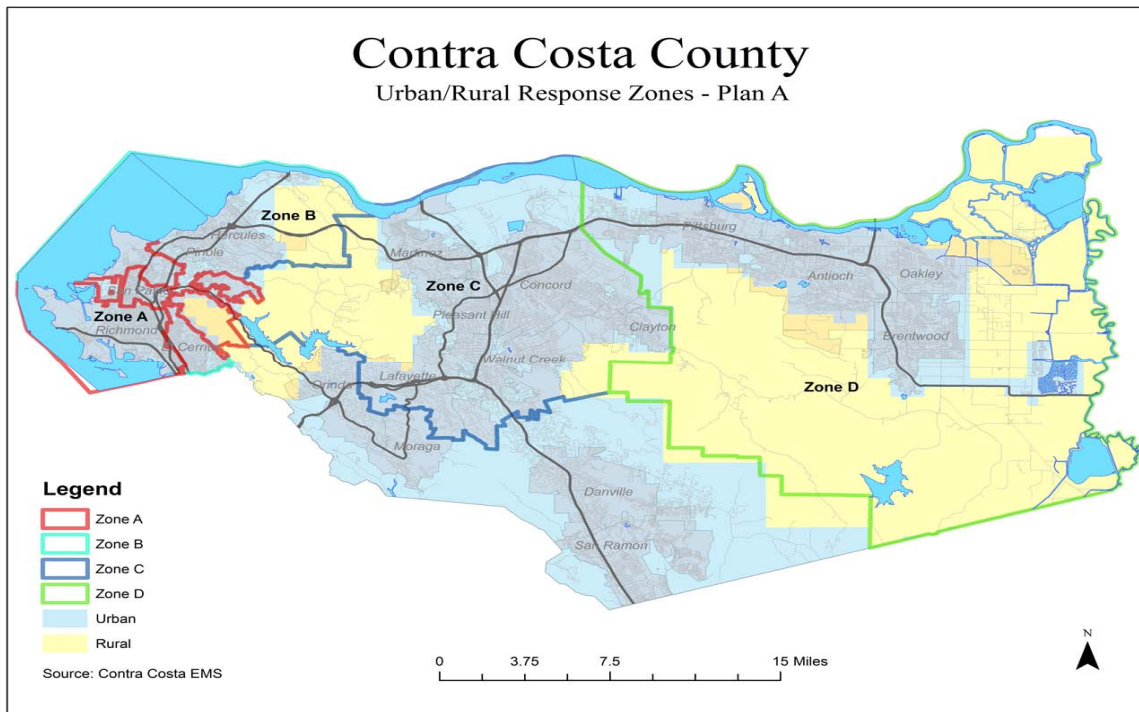 Contra Costa County
Urban/Rural Response Zones - Plan A
Zone B
Hercules
Pinole
Martinez
Pittsburg
Antioch
Oakley
San Pablo
Zone A
Richmond
El Cerrito
Zone C
Concord
Pleasant Hill
Clayton
Brentwood
Walnut Creek
Lafayette
Orinda
Zone D
Moraga
Danville
San Ramon
Legend
Zone A
Zone B
Zone C
Zone D
Urban
Rural
Source: Contra Costa EMS
0 3.75 7.5 15 Miles
N